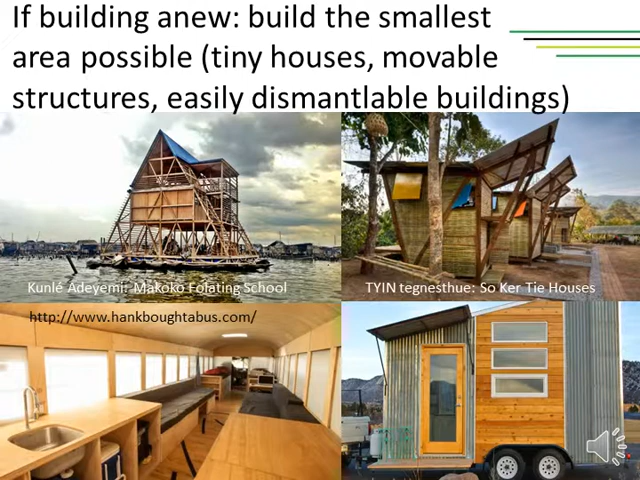 If building anew: build the smallest
area possible (tiny houses, movable
structures, easily dismantlable buildings)
Kunlé Adeyemi: Makoko Folating School
TYIN tegnesthue: So Ker Tie Houses
http://www.hankboughtabus.com/